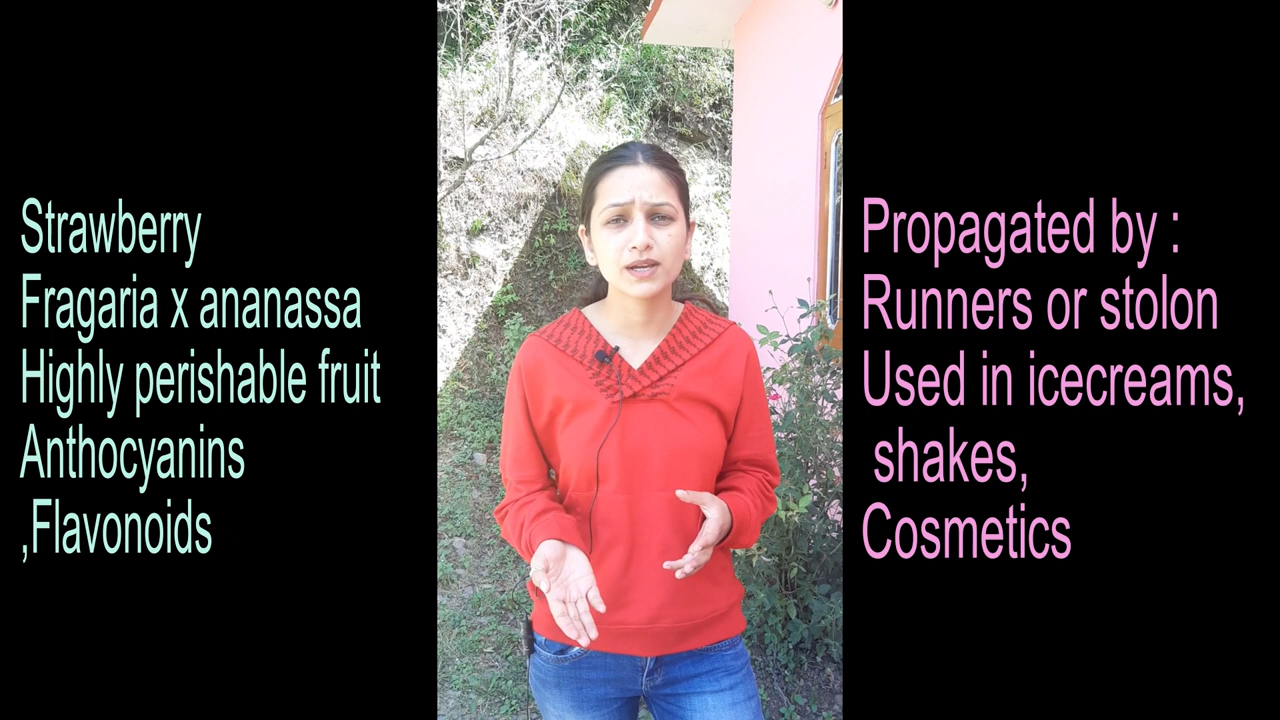 Strawberry
Fragaria x ananassa
Highly perishable fruit
Anthocyanins
,Flavonoids
Propagated by :
Runners or stolon
Used in icecreams,
shakes,
Cosmetics